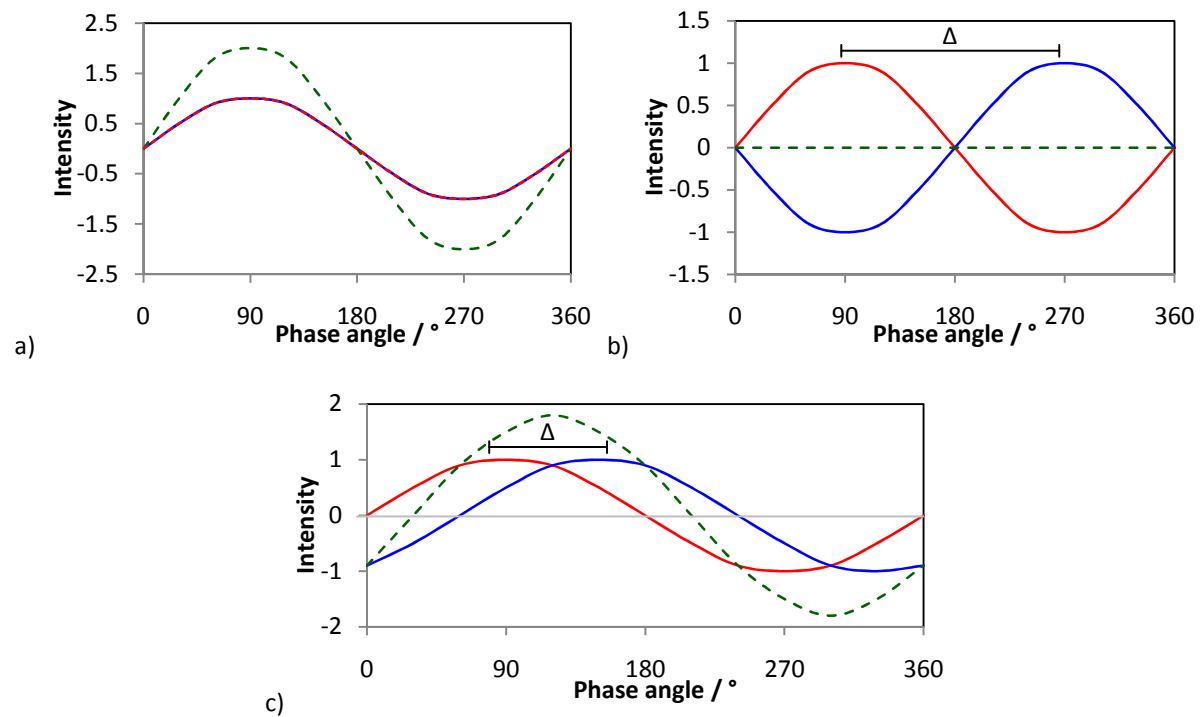 2.5
1.5
0.5
-0.5
-1.5
-2.5
Intensity
0 90 180 270 360
Phase angle / °
a)
1.5
1
0.5
0
-0.5
-1
-1.5
Intensity
Δ
0 90 180 270 360
Phase angle / °
b)
2
1
0
-1
-2
Intensity
Δ
0 90 180 270 360
Phase angle / °
c)